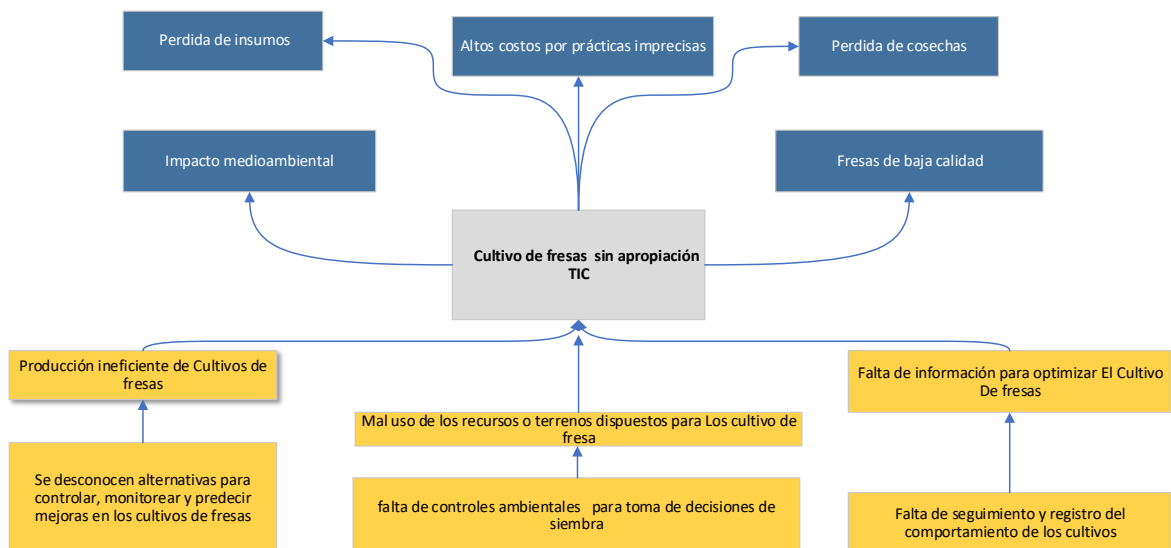 Perdida de insumos
Altos costos por prácticas imprecisas
Perdida de cosechas
Impacto medioambiental
Fresas de baja calidad
Cultivo de fresas sin apropiación
TIC
Producción ineficiente de Cultivos de
fresas
Mal uso de los recursos o terrenos dispuestos para Los cultivo de
fresa
Falta de información para optimizar El Cultivo
De fresas
Se desconocen alternativas para
controlar, monitorear y predecir
mejoras en los cultivos de fresas
falta de controles ambientales para toma de decisiones de
siembra
Falta de seguimiento y registro del
comportamiento de los cultivos